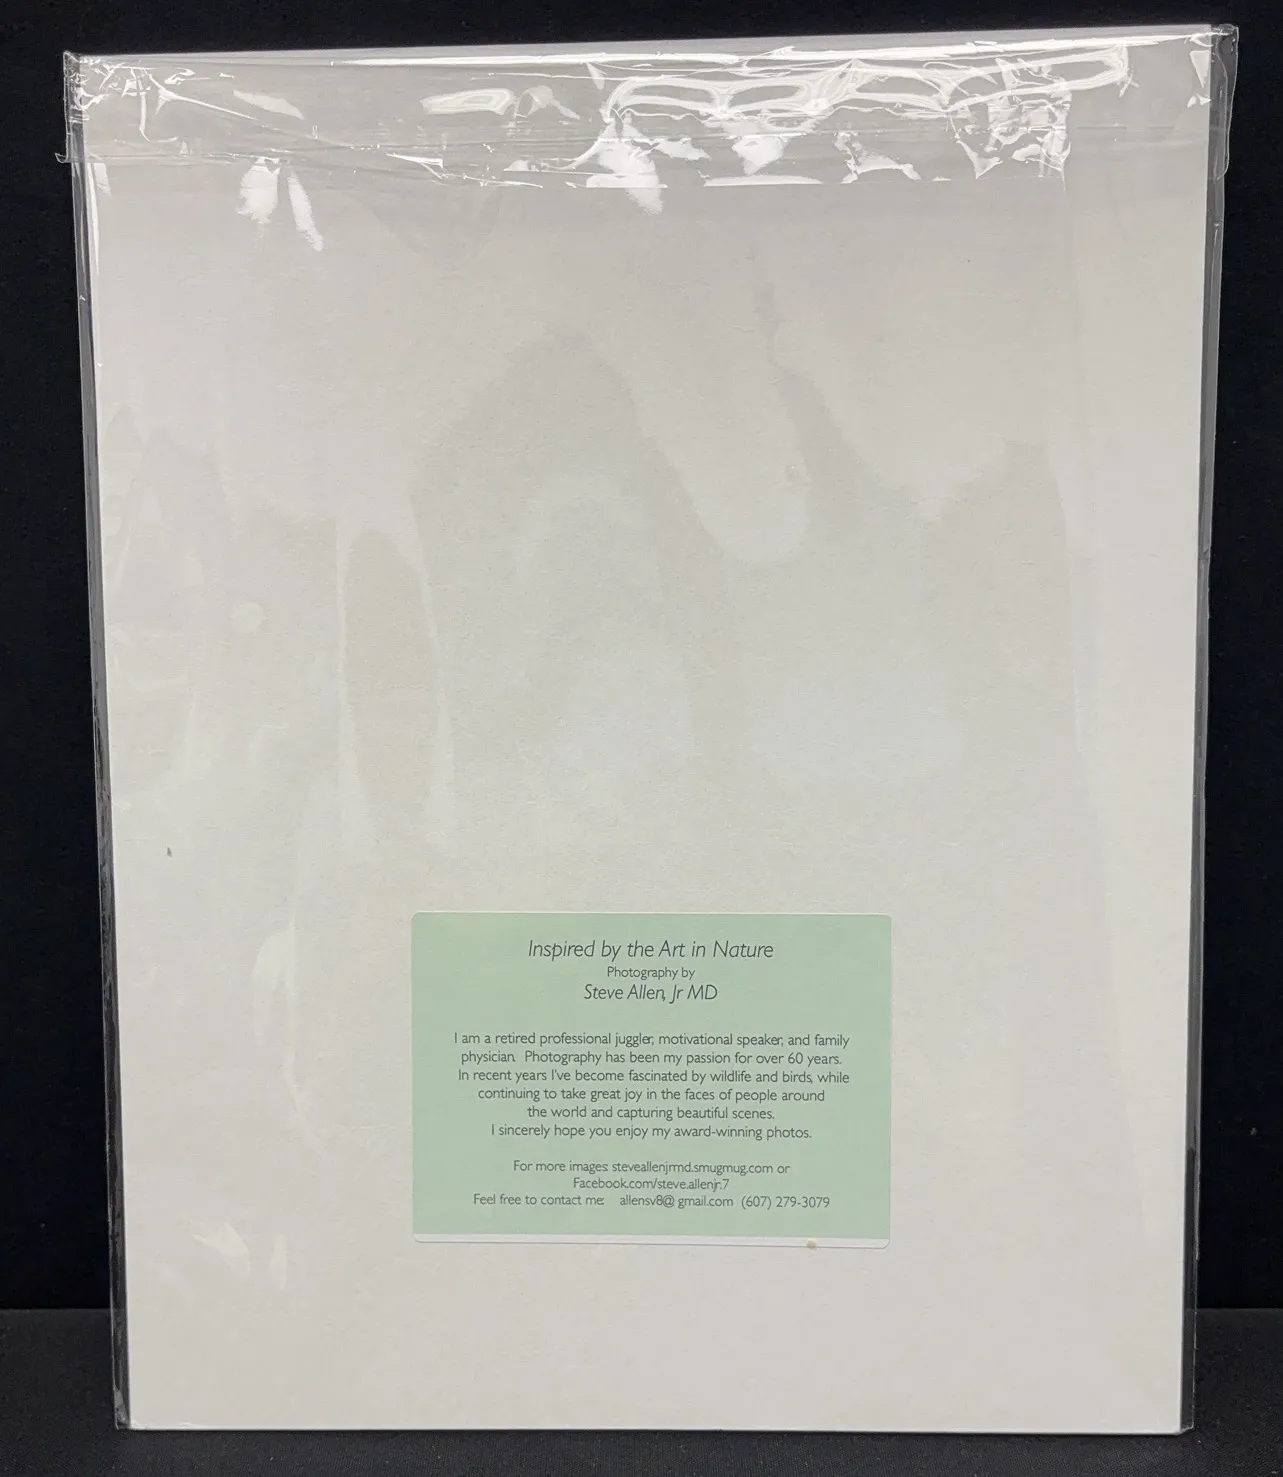 Inspired by the Art in Nature
Photography by
Steve Allen, Jr MD
I am a retired professional juggler, motivational speaker, and family
physician. Photography has been my passion for over 60 years.
In recent years I've become fascinated by wildlife and birds, while
continuing to take great joy in the faces of people around
the world and capturing beautiful scenes.
I sincerely hope you enjoy my award-winning photos.
For more images: steveallenjrmd.smugmug.com or
Facebook.com/steve.allenjr.7
Feel free to contact me: allensv8@gmail.com (607) 279-3079